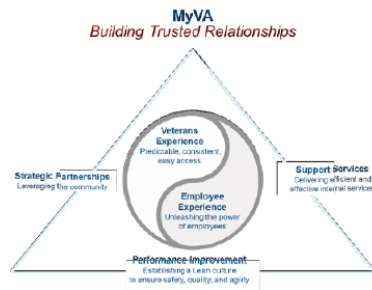 MyVA
Building Trusted Relationships
Veterans
Experience
Predictable, consistent,
easy access
Strategic Partnerships
Leveraging the community
Support Services
Delivering efficient and
effective internal services
Employee
Experience
Unleashing the power
of employees
Performance Improvement
Establishing a Lean culture
to ensure safety, quality, and agility